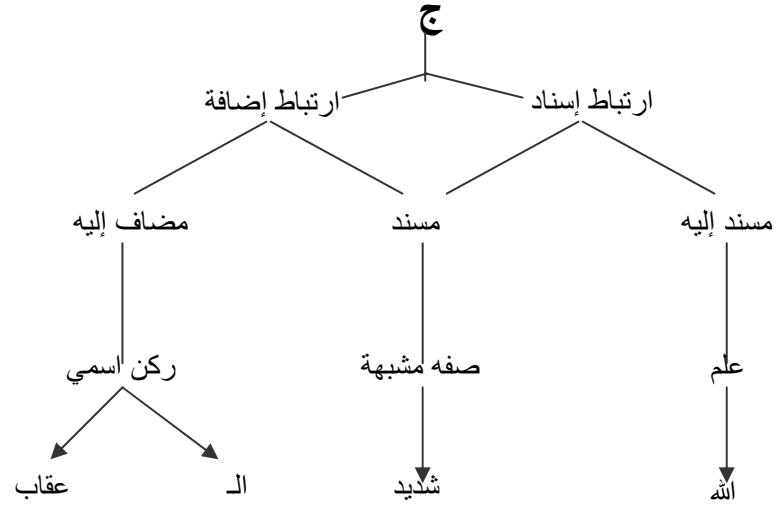 ج
ارتباط إسناد ارتباط إضافة
مسند إليه مسند مضاف إليه
علم صفه مشبهة ركن اسمي
الله شديد الـ عقاب